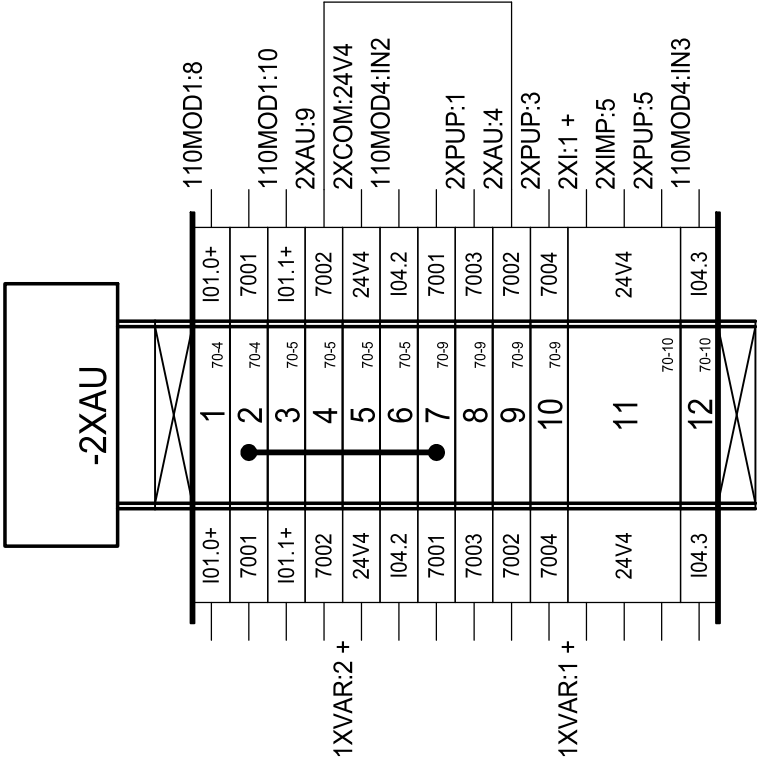 -2XAU
110MOD1:8
110MOD1:10
2XAU:9
2XCOM:24V4
110MOD4:IN2
2XPUP:1
2XAU:4
2XPUP:3
2XI:1 +
2XIMP:5
2XPUP:5
110MOD4:IN3
I01.0+
7001
I01.1+
7002
24V4
I04.2
7001
7003
7002
7004
24V4
I04.3
70-4
70-4
70-5
70-5
70-5
70-5
70-9
70-9
70-9
70-9
70-10
70-10
1
2
3
4
5
6
7
8
9
10
11
12
I01.0+
7001
I01.1+
7002
24V4
I04.2
7001
7003
7002
7004
24V4
I04.3
1XVAR:2 +
1XVAR:1 +